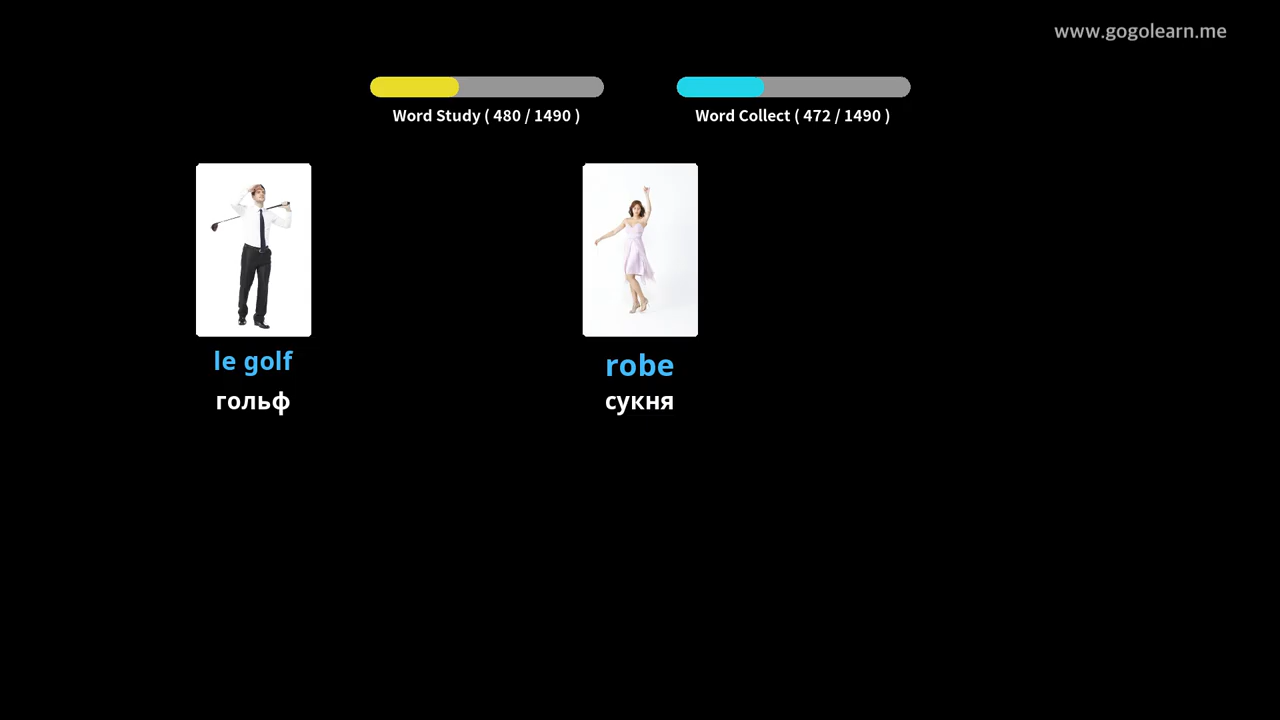 www.gogolearn.me
Word Study ( 480 / 1490 )
Word Collect ( 472 / 1490 )
le golf
гольф
robe
сукня